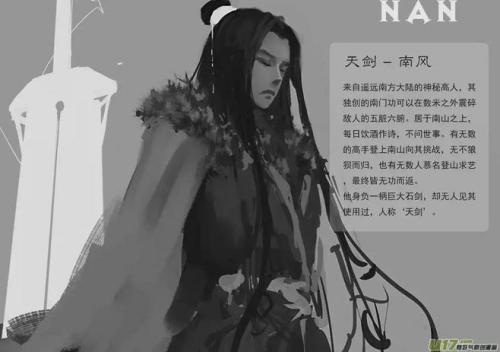 NAN
天剑 – 南风
来自遥远南方大陆的神秘高人，其
独创的南门功可以在数米之外震碎
敌人的五脏六腑。居于南山之上，
每日饮酒作诗，不问世事。有无数
的高手登上南山向其挑战，无不狼
狈而归，也有无数人慕名登山求艺
，最终皆无功而返。
他身负一柄巨大石剑，却无人见其
使用过，人称‘天剑’。
U17